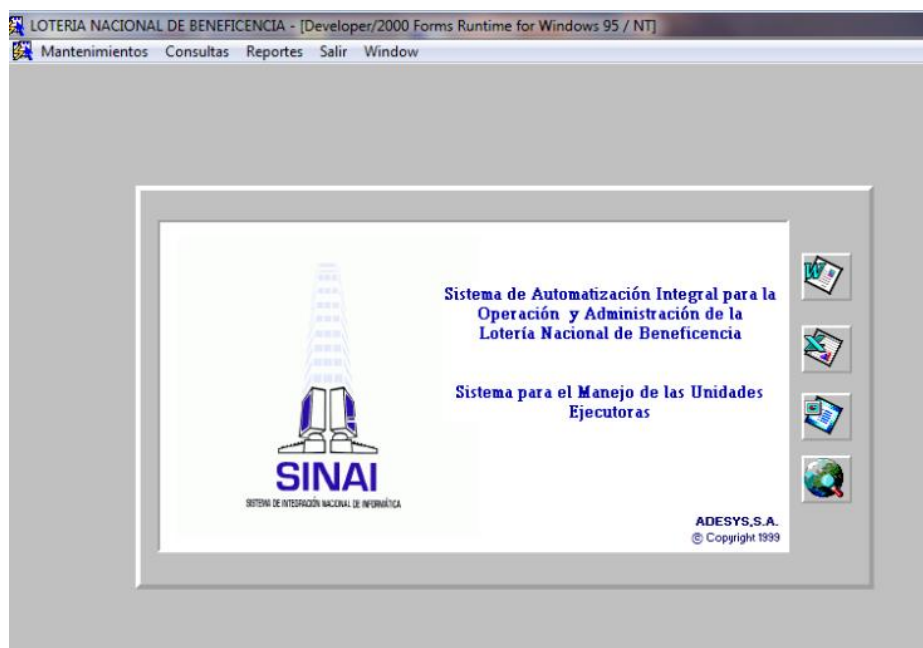 LOTERIA NACIONAL DE BENEFICENCIA - [Developer/2000 Forms Runtime for Windows 95 / NT]
Mantenimientos Consultas Reportes Salir Window
Sistema de Automatización Integral para la
Operación y Administración de la
Lotería Nacional de Beneficencia
Sistema para el Manejo de las Unidades
Ejecutoras
SINAI
SISTEMA DE INTEGRACIÓN NACIONAL DE INFORMÁTICA
ADESYS,S.A.
© Copyright 1999